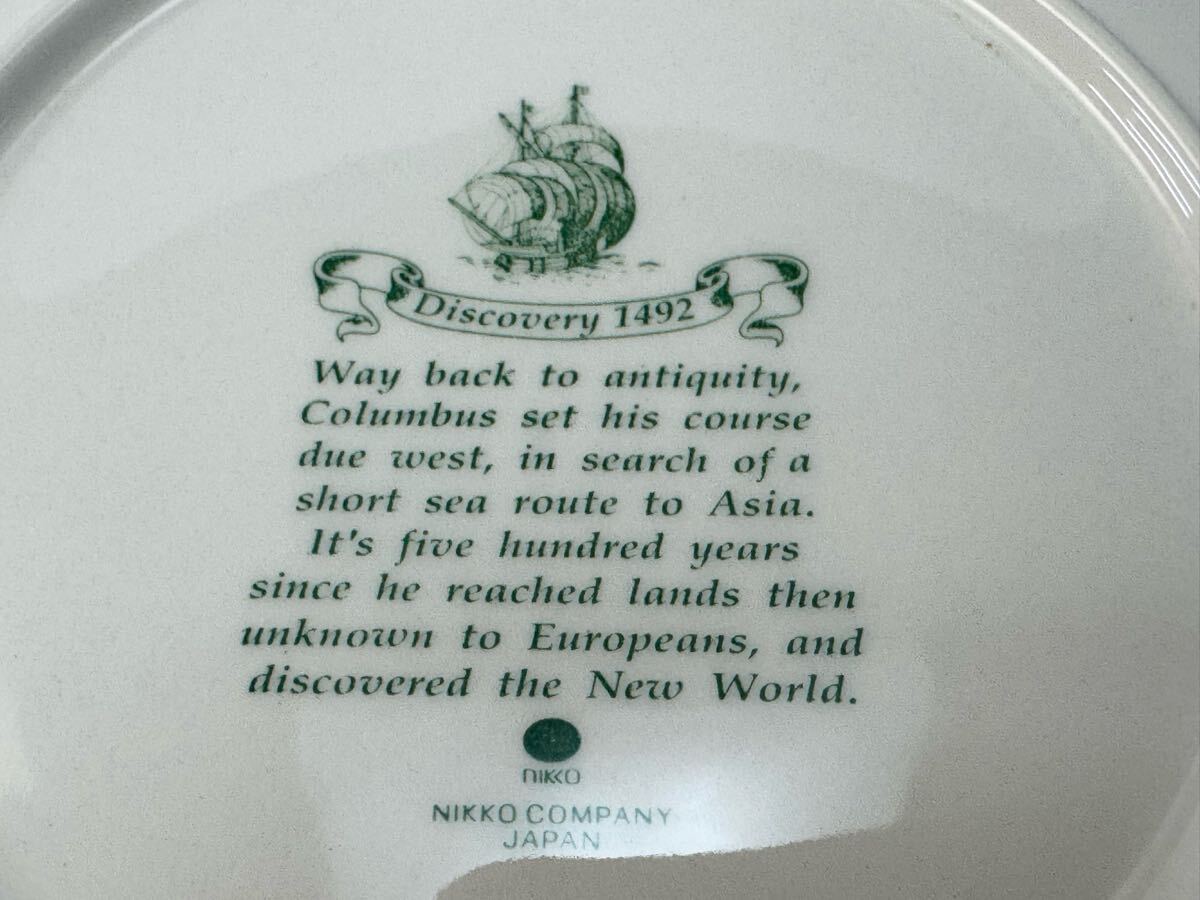 Discovery 1492
Way back to antiquity,
Columbus set his course
due west, in search of a
short sea route to Asia.
It's five hundred years
since he reached lands then
unknown to Europeans, and
discovered the New World.
NIKKO
NIKKO COMPANY
JAPAN